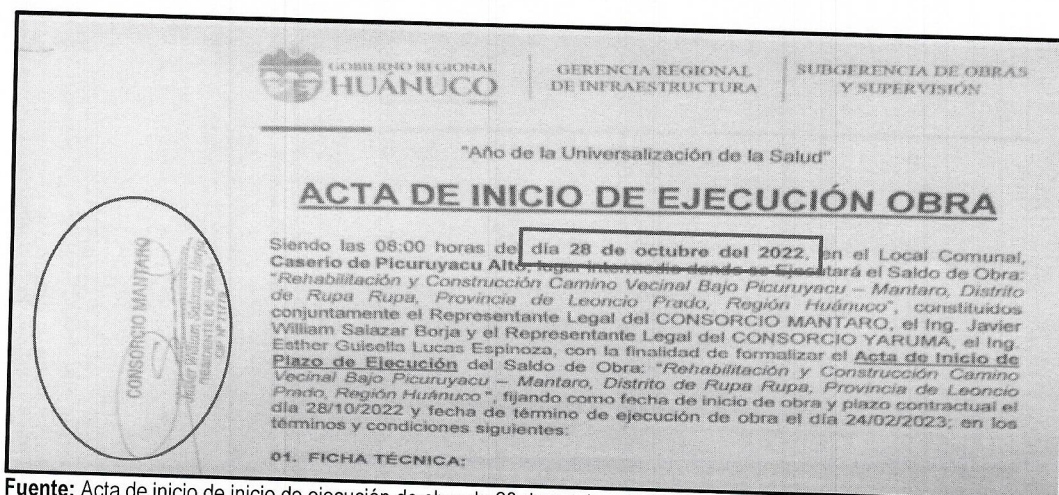 GOBIERNO REGIONAL
HUÁNUCO
GERENCIA REGIONAL
DE INFRAESTRUCTURA
SUBGERENCIA DE OBRAS
Y SUPERVISIÓN
"Año de la Universalización de la Salud"
ACTA DE INICIO DE EJECUCIÓN OBRA
Siendo las 08:00 horas del día 28 de octubre del 2022, en el Local Comunal,
Caserío de Picuruyacu Alto, lugar intermedio donde se Ejecutará el Saldo de Obra:
"Rehabilitación y Construcción Camino Vecinal Bajo Picuruyacu – Mantaro, Distrito
de Rupa Rupa, Provincia de Leoncio Prado, Región Huánuco", constituidos
conjuntamente el Representante Legal del CONSORCIO MANTARO, el Ing. Javier
William Salazar Borja y el Representante Legal del CONSORCIO YARUMA, el Ing.
Esther Guisella Lucas Espinoza, con la finalidad de formalizar el Acta de Inicio de
Plazo de Ejecución del Saldo de Obra: "Rehabilitación y Construcción Camino
Vecinal Bajo Picuruyacu – Mantaro, Distrito de Rupa Rupa, Provincia de Leoncio
Prado, Región Huánuco", fijando como fecha de inicio de obra y plazo contractual el
día 28/10/2022 y fecha de término de ejecución de obra el día 24/02/2023; en los
términos y condiciones siguientes:
01. FICHA TÉCNICA:
CONSORCIO MANTARO
Javier William Salazar Borja
RESIDENTE DE OBRA
Fuente: Acta de inicio de inicio de ejecución de obra